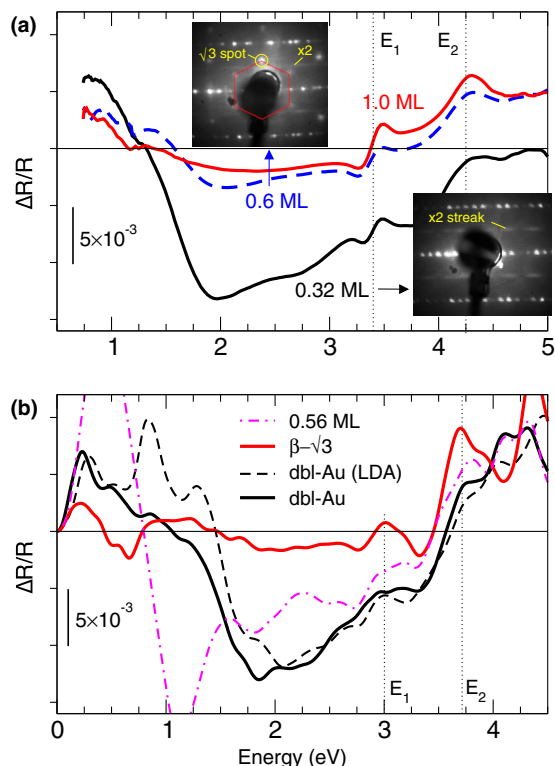 (a)
√3 spot
x2
E1
E2
1.0 ML
ΔR/R
0.6 ML
5×10⁻³
x2 streak
0.32 ML
1 2 3 4 5
(b)
0.56 ML
β−√3
dbl-Au (LDA)
dbl-Au
ΔR/R
5×10⁻³
E1
E2
0 1 2 3 4
Energy (eV)